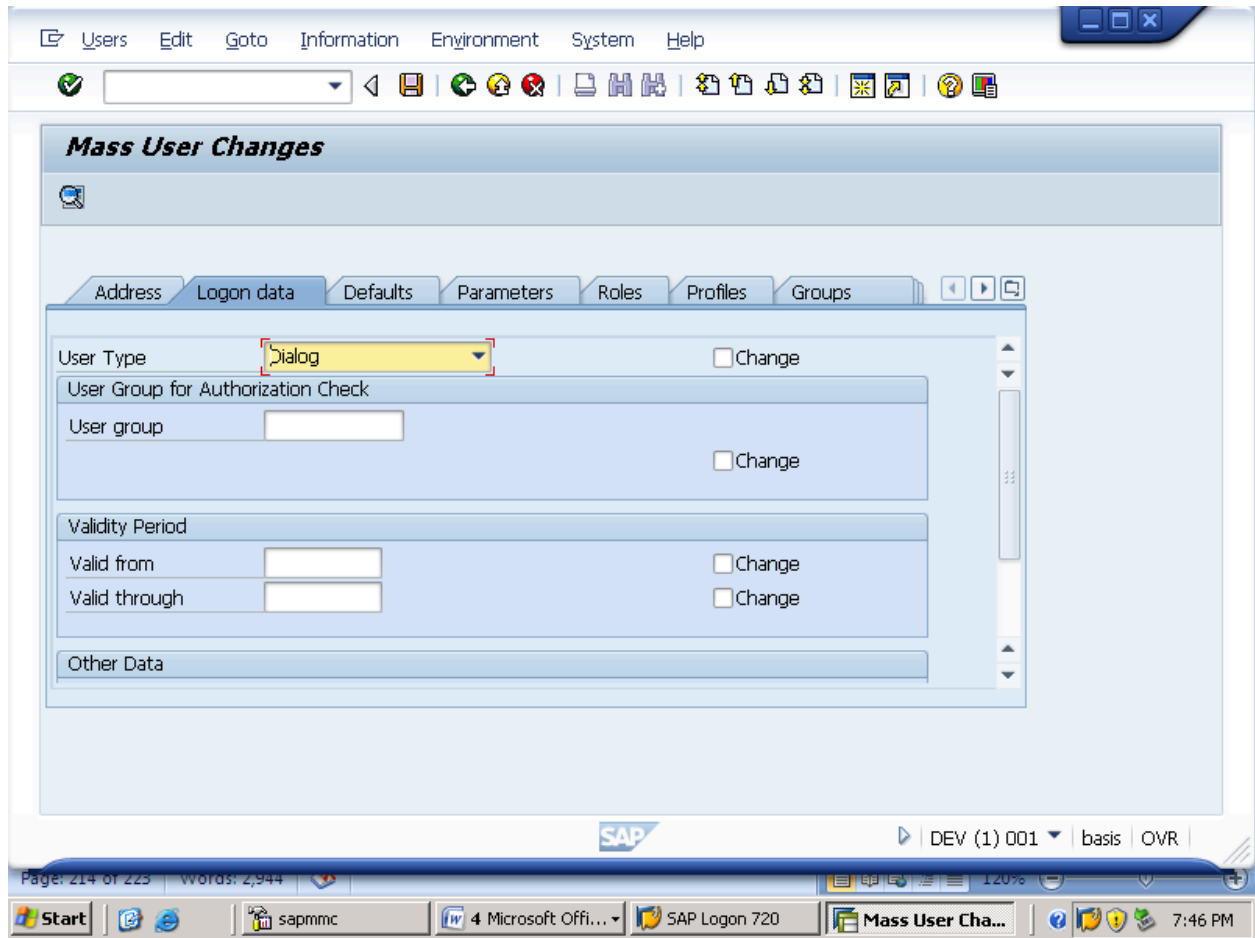 Users Edit Goto Information Environment System Help
Mass User Changes
Address Logon data Defaults Parameters Roles Profiles Groups
User Type Dialog Change
User Group for Authorization Check
User group
Change
Validity Period
Valid from Change
Valid through Change
Other Data
SAP DEV (1) 001 basis OVR
Page: 214 of 223 Words: 2,944 120%
Start sapmmc 4 Microsoft Offi... SAP Logon 720 Mass User Cha... 7:46 PM